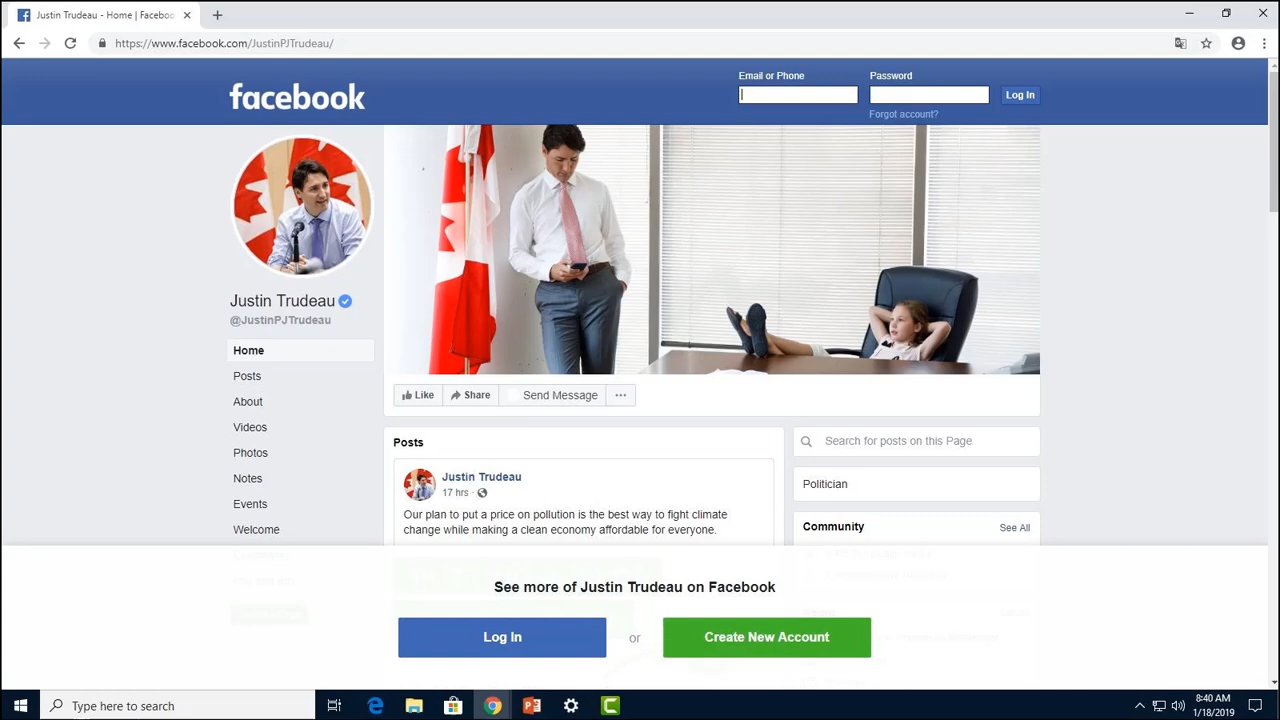 Justin Trudeau - Home | Faceboo
https://www.facebook.com/JustinPJTrudeau/
facebook
Email or Phone
Password
Log In
Forgot account?
Justin Trudeau
@JustinPJTrudeau
Home
Posts
About
Videos
Photos
Notes
Events
Welcome
Like
Share
Send Message
Posts
Justin Trudeau
17 hrs ·
Our plan to put a price on pollution is the best way to fight climate
change while making a clean economy affordable for everyone.
Search for posts on this Page
Politician
Community
See All
See more of Justin Trudeau on Facebook
Log In
or
Create New Account
Type here to search
8:40 AM
1/18/2019